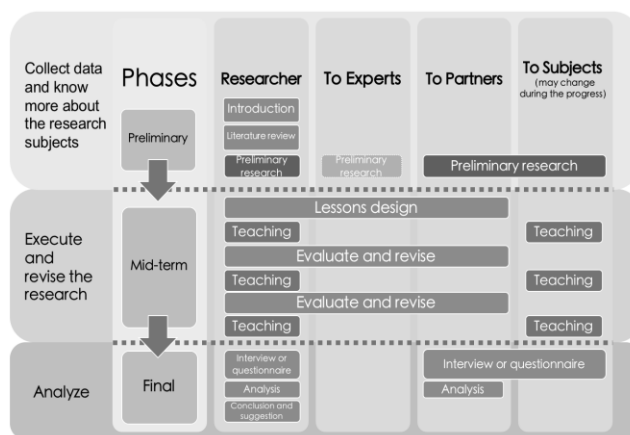 Collect data
and know
more about
the research
subjects
Phases
Researcher
To Experts
To Partners
To Subjects
(may change
during the progress)
Preliminary
Introduction
Literature review
Preliminary
research
Preliminary
research
Preliminary research
Execute
and
revise the
research
Mid-term
Lessons design
Teaching
Teaching
Evaluate and revise
Teaching
Teaching
Evaluate and revise
Teaching
Teaching
Analyze
Final
Interview or
questionnaire
Interview or questionnaire
Analysis
Analysis
Conclusion and
suggestion